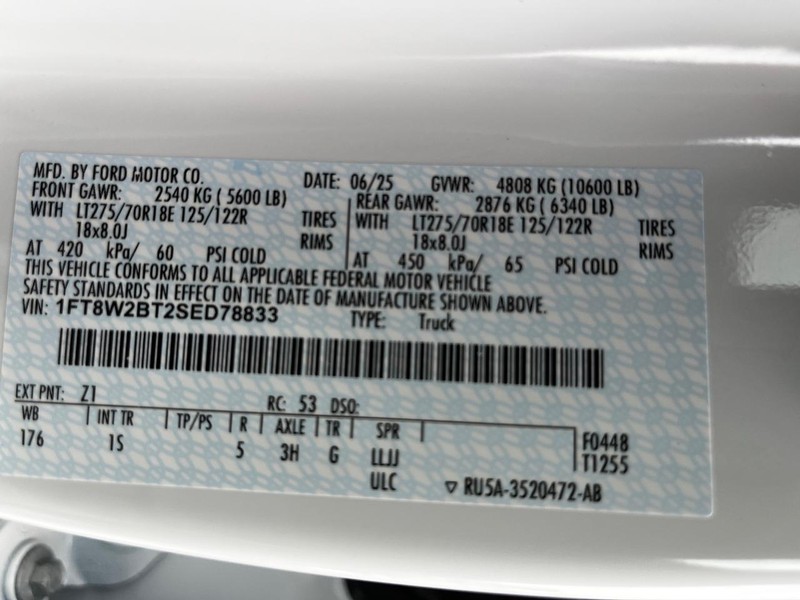 MFD. BY FORD MOTOR CO. DATE: 06/25 GVWR: 4808 KG (10600 LB)
FRONT GAWR: 2540 KG ( 5600 LB) REAR GAWR: 2876 KG ( 6340 LB)
WITH LT275/70R18E 125/122R TIRES WITH LT275/70R18E 125/122R TIRES
18x8.0J RIMS 18x8.0J RIMS
AT 420 kPa/ 60 PSI COLD AT 450 kPa/ 65 PSI COLD
THIS VEHICLE CONFORMS TO ALL APPLICABLE FEDERAL MOTOR VEHICLE
SAFETY STANDARDS IN EFFECT ON THE DATE OF MANUFACTURE SHOWN ABOVE.
VIN: 1FT8W2BT2SED78833 TYPE: Truck
EXT PNT: Z1 RC: 53 DSO:
WB INT TR TP/PS R AXLE TR SPR
176 1S 5 3H G LLJJ
ULC
F0448
T1255
RU5A-3520472-AB